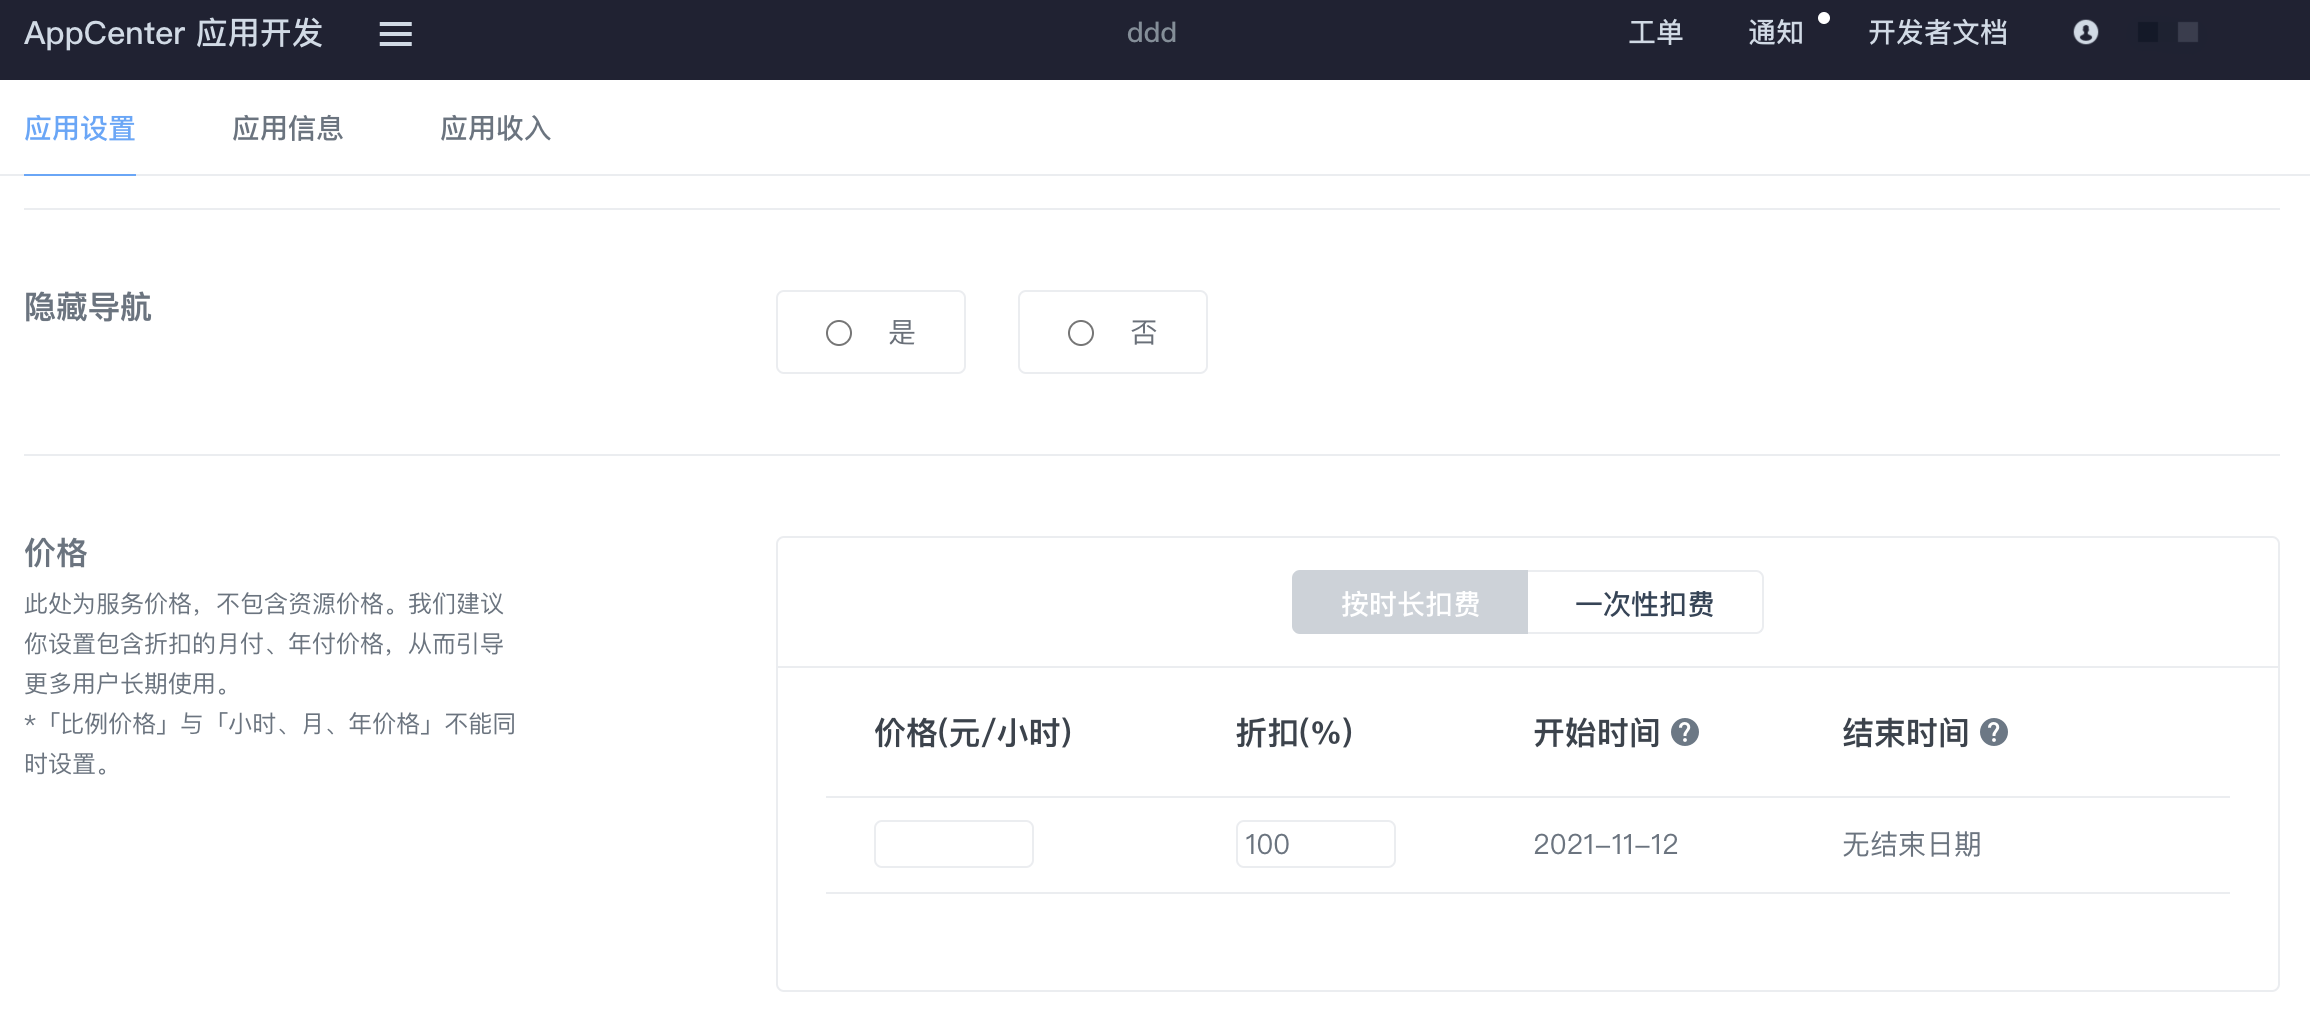 AppCenter 应用开发
ddd
工单
通知
开发者文档
应用设置
应用信息
应用收入
隐藏导航
是
否
价格
此处为服务价格，不包含资源价格。我们建议
你设置包含折扣的月付、年付价格，从而引导
更多用户长期使用。
*「比例价格」与「小时、月、年价格」不能同
时设置。
按时长扣费
一次性扣费
价格(元/小时)
折扣(%)
开始时间
结束时间
100
2021-11-12
无结束日期